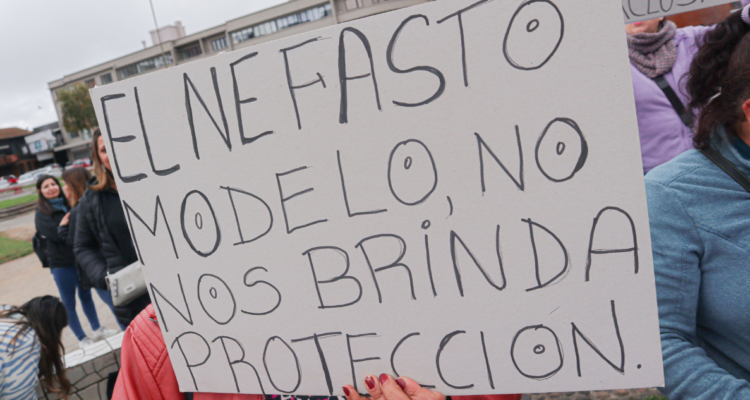 EL NEFASTO
MODELO, NO
NOS BRiNDA
PROTECCION.